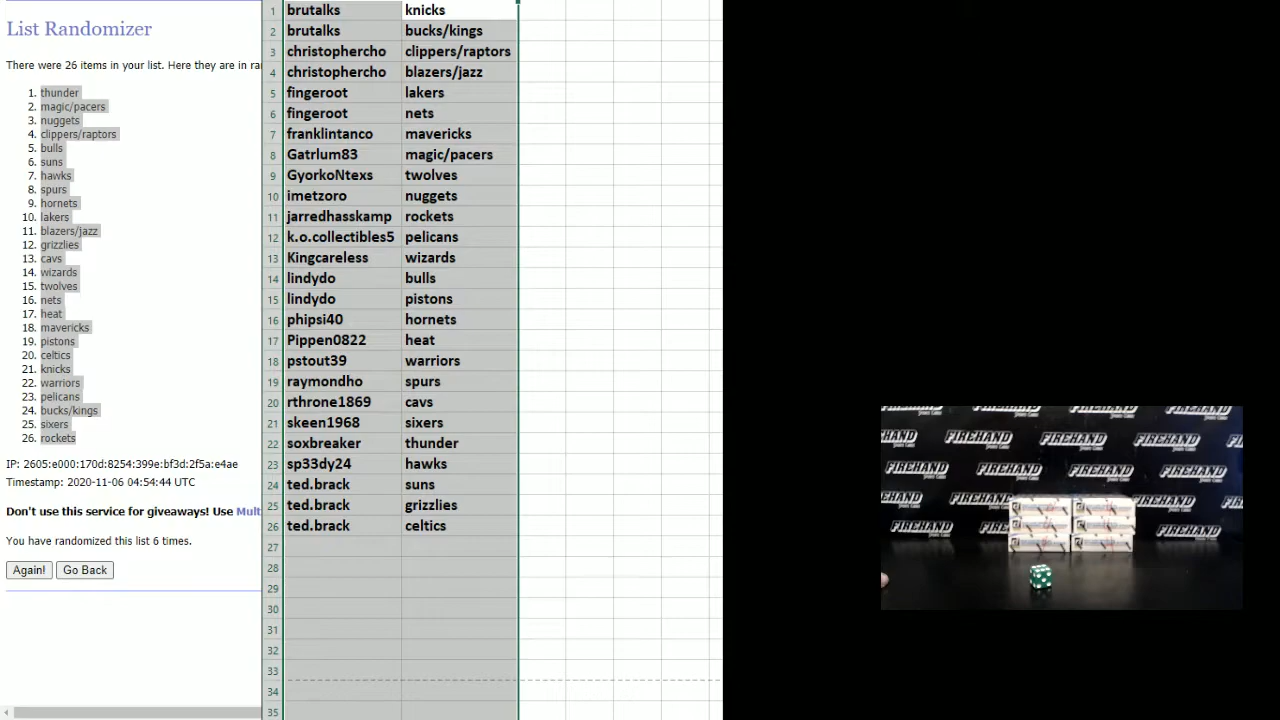 List Randomizer
There were 26 items in your list. Here they are in ra
1. thunder
2. magic/pacers
3. nuggets
4. clippers/raptors
5. bulls
6. suns
7. hawks
8. spurs
9. hornets
10. lakers
11. blazers/jazz
12. grizzlies
13. cavs
14. wizards
15. twolves
16. nets
17. heat
18. mavericks
19. pistons
20. celtics
21. knicks
22. warriors
23. pelicans
24. bucks/kings
25. sixers
26. rockets
IP: 2605:e000:170d:8254:399e:bf3d:2f5a:e4ae
Timestamp: 2020-11-06 04:54:44 UTC
Don't use this service for giveaways! Use Mult
You have randomized this list 6 times.
Again! Go Back
1 brutalks knicks
2 brutalks bucks/kings
3 christophercho clippers/raptors
4 christophercho blazers/jazz
5 fingeroot lakers
6 fingeroot nets
7 franklintanco mavericks
8 Gatrlum83 magic/pacers
9 GyorkoNtexs twolves
10 imetzoro nuggets
11 jarredhasskamp rockets
12 k.o.collectibles5 pelicans
13 Kingcareless wizards
14 lindydo bulls
15 lindydo pistons
16 phipsi40 hornets
17 Pippen0822 heat
18 pstout39 warriors
19 raymondho spurs
20 rthrone1869 cavs
21 skeen1968 sixers
22 soxbreaker thunder
23 sp33dy24 hawks
24 ted.brack suns
25 ted.brack grizzlies
26 ted.brack celtics
27
28
29
30
31
32
33
34
35
FIREHAND
FIREHAND
FIREHAND
FIREHAND
FIREHAND
FIREHAND
FIREHAND
FIREHAND
FIREHAND